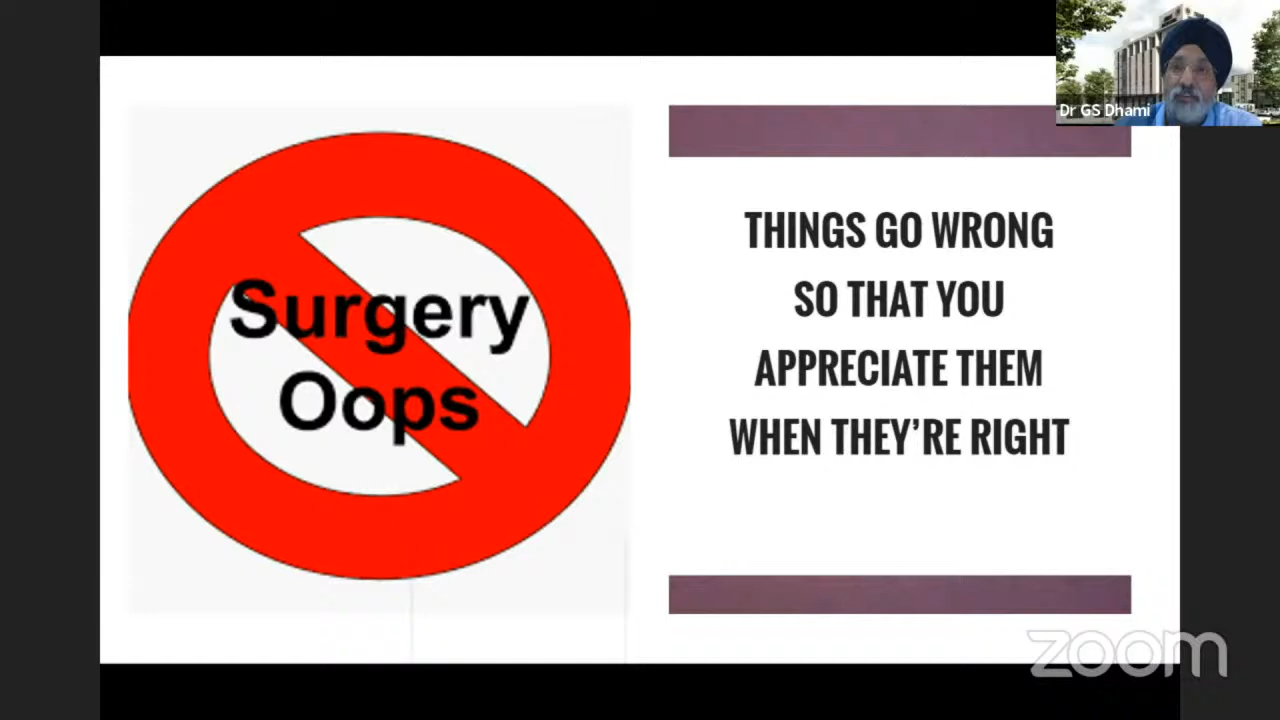 Dr GS Dhami
Surgery
Oops
THINGS GO WRONG
SO THAT YOU
APPRECIATE THEM
WHEN THEY’RE RIGHT
zoom